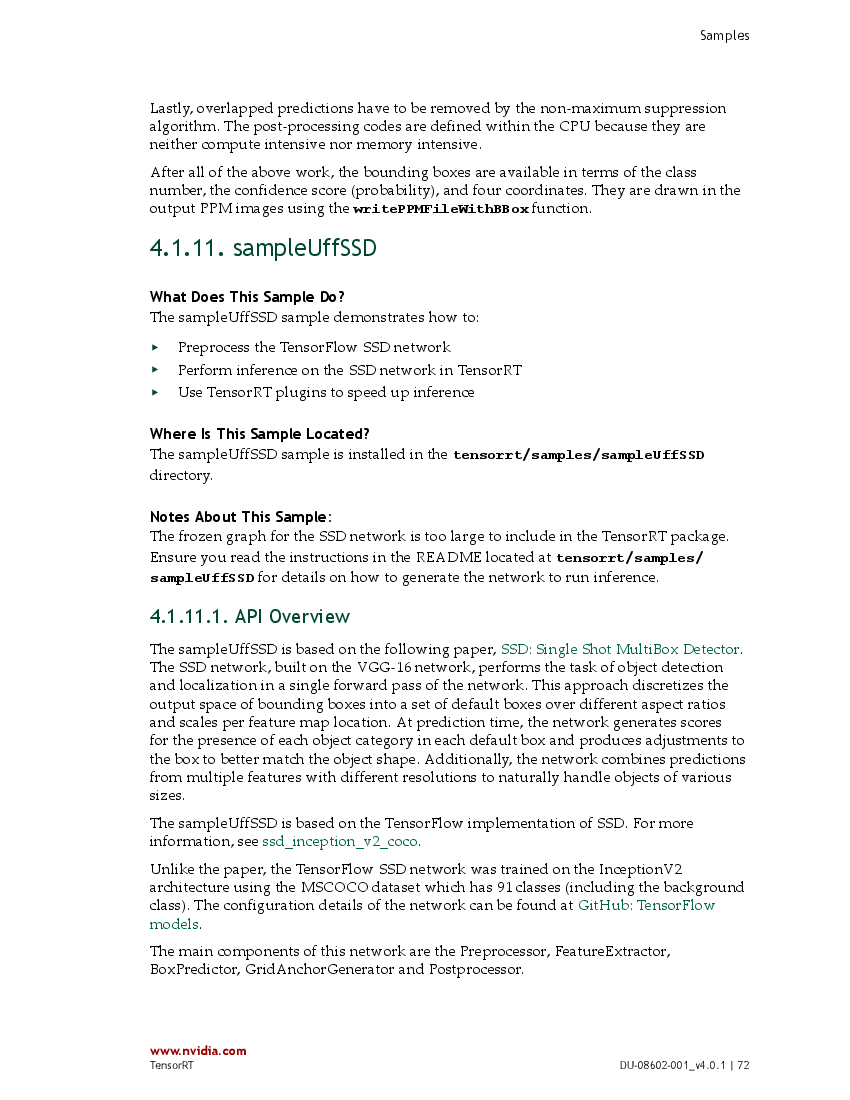 Samples
Lastly, overlapped predictions have to be removed by the non-maximum suppression
algorithm. The post-processing codes are defined within the CPU because they are
neither compute intensive nor memory intensive.
After all of the above work, the bounding boxes are available in terms of the class
number, the confidence score (probability), and four coordinates. They are drawn in the
output PPM images using the writePPMFileWithBBox function.
4.1.11. sampleUffSSD
What Does This Sample Do?
The sampleUffSSD sample demonstrates how to:
‣ Preprocess the TensorFlow SSD network
‣ Perform inference on the SSD network in TensorRT
‣ Use TensorRT plugins to speed up inference
Where Is This Sample Located?
The sampleUffSSD sample is installed in the tensorrt/samples/sampleUffSSD
directory.
Notes About This Sample:
The frozen graph for the SSD network is too large to include in the TensorRT package.
Ensure you read the instructions in the README located at tensorrt/samples/
sampleUffSSD for details on how to generate the network to run inference.
4.1.11.1. API Overview
The sampleUffSSD is based on the following paper, SSD: Single Shot MultiBox Detector.
The SSD network, built on the VGG-16 network, performs the task of object detection
and localization in a single forward pass of the network. This approach discretizes the
output space of bounding boxes into a set of default boxes over different aspect ratios
and scales per feature map location. At prediction time, the network generates scores
for the presence of each object category in each default box and produces adjustments to
the box to better match the object shape. Additionally, the network combines predictions
from multiple features with different resolutions to naturally handle objects of various
sizes.
The sampleUffSSD is based on the TensorFlow implementation of SSD. For more
information, see ssd_inception_v2_coco.
Unlike the paper, the TensorFlow SSD network was trained on the InceptionV2
architecture using the MSCOCO dataset which has 91 classes (including the background
class). The configuration details of the network can be found at GitHub: TensorFlow
models.
The main components of this network are the Preprocessor, FeatureExtractor,
BoxPredictor, GridAnchorGenerator and Postprocessor.
www.nvidia.com
TensorRT DU-08602-001_v4.0.1 | 72